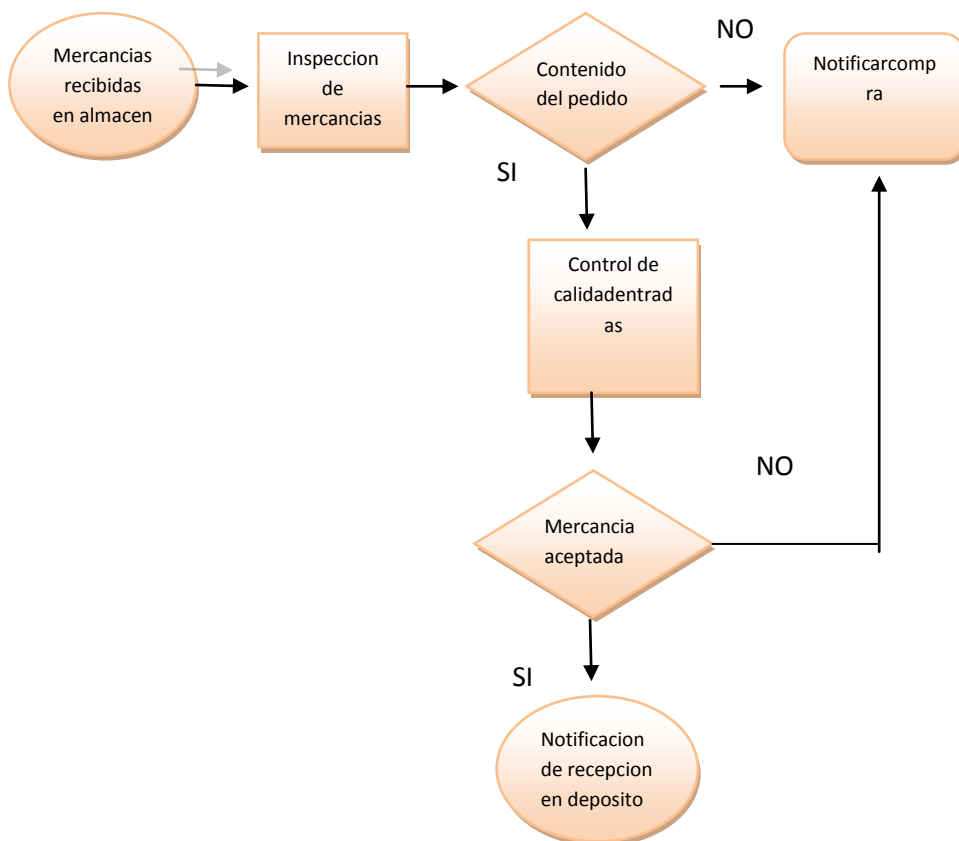 Mercancias
recibidas
en almacen
Inspeccion
de
mercancias
Contenido
del pedido
NO
Notificarcomp
ra
SI
Control de
calidadentrad
as
Mercancia
aceptada
NO
SI
Notificacion
de recepcion
en deposito